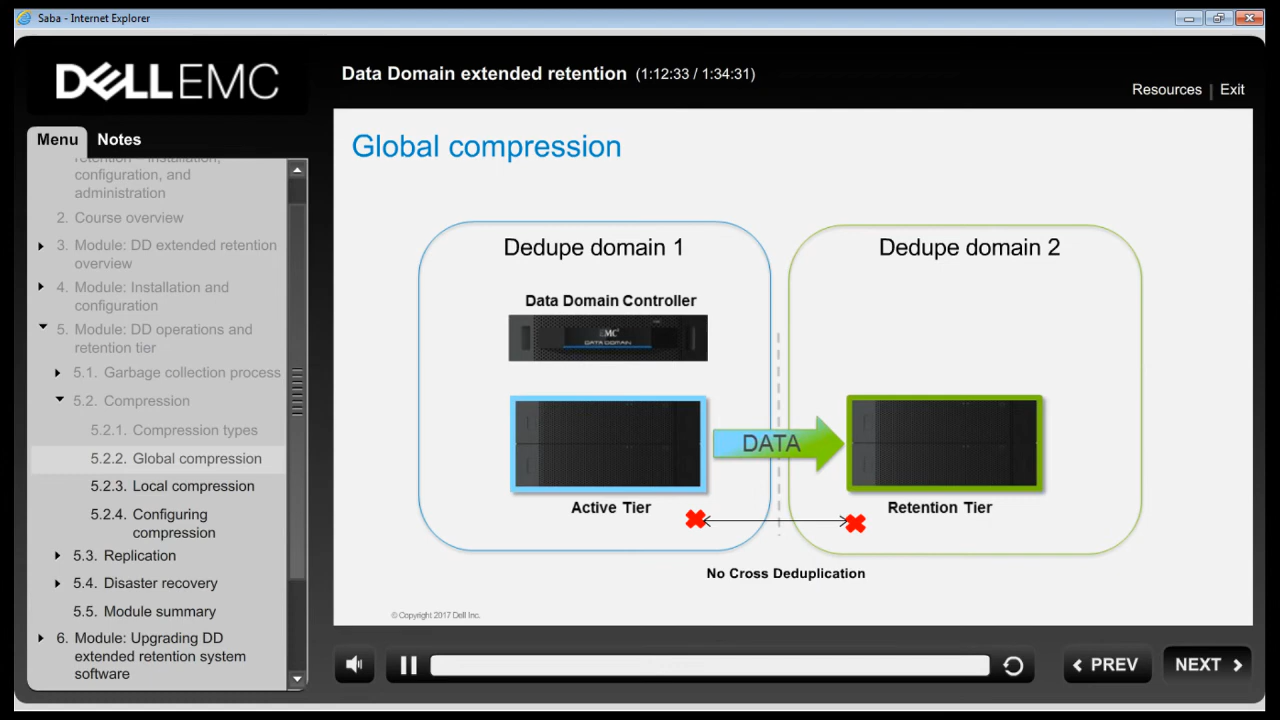 Saba - Internet Explorer
DELLEMC
Data Domain extended retention (1:12:33 / 1:34:31)
Resources | Exit
Menu Notes
retention - installation,
configuration, and
administration
2. Course overview
3. Module: DD extended retention
overview
4. Module: Installation and
configuration
5. Module: DD operations and
retention tier
5.1. Garbage collection process
5.2. Compression
5.2.1. Compression types
5.2.2. Global compression
5.2.3. Local compression
5.2.4. Configuring
compression
5.3. Replication
5.4. Disaster recovery
5.5. Module summary
6. Module: Upgrading DD
extended retention system
software
Global compression
Dedupe domain 1
Dedupe domain 2
Data Domain Controller
EMC²
DATA DOMAIN
DATA
Active Tier
Retention Tier
No Cross Deduplication
© Copyright 2017 Dell Inc.
PREV
NEXT